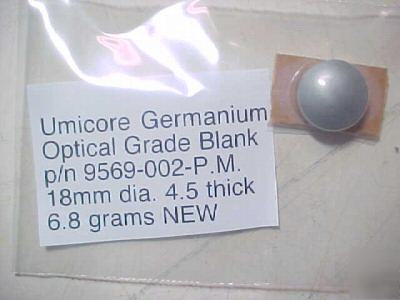 Umicore Germanium
Optical Grade Blank
p/n 9569-002-P.M.
18mm dia. 4.5 thick
6.8 grams NEW